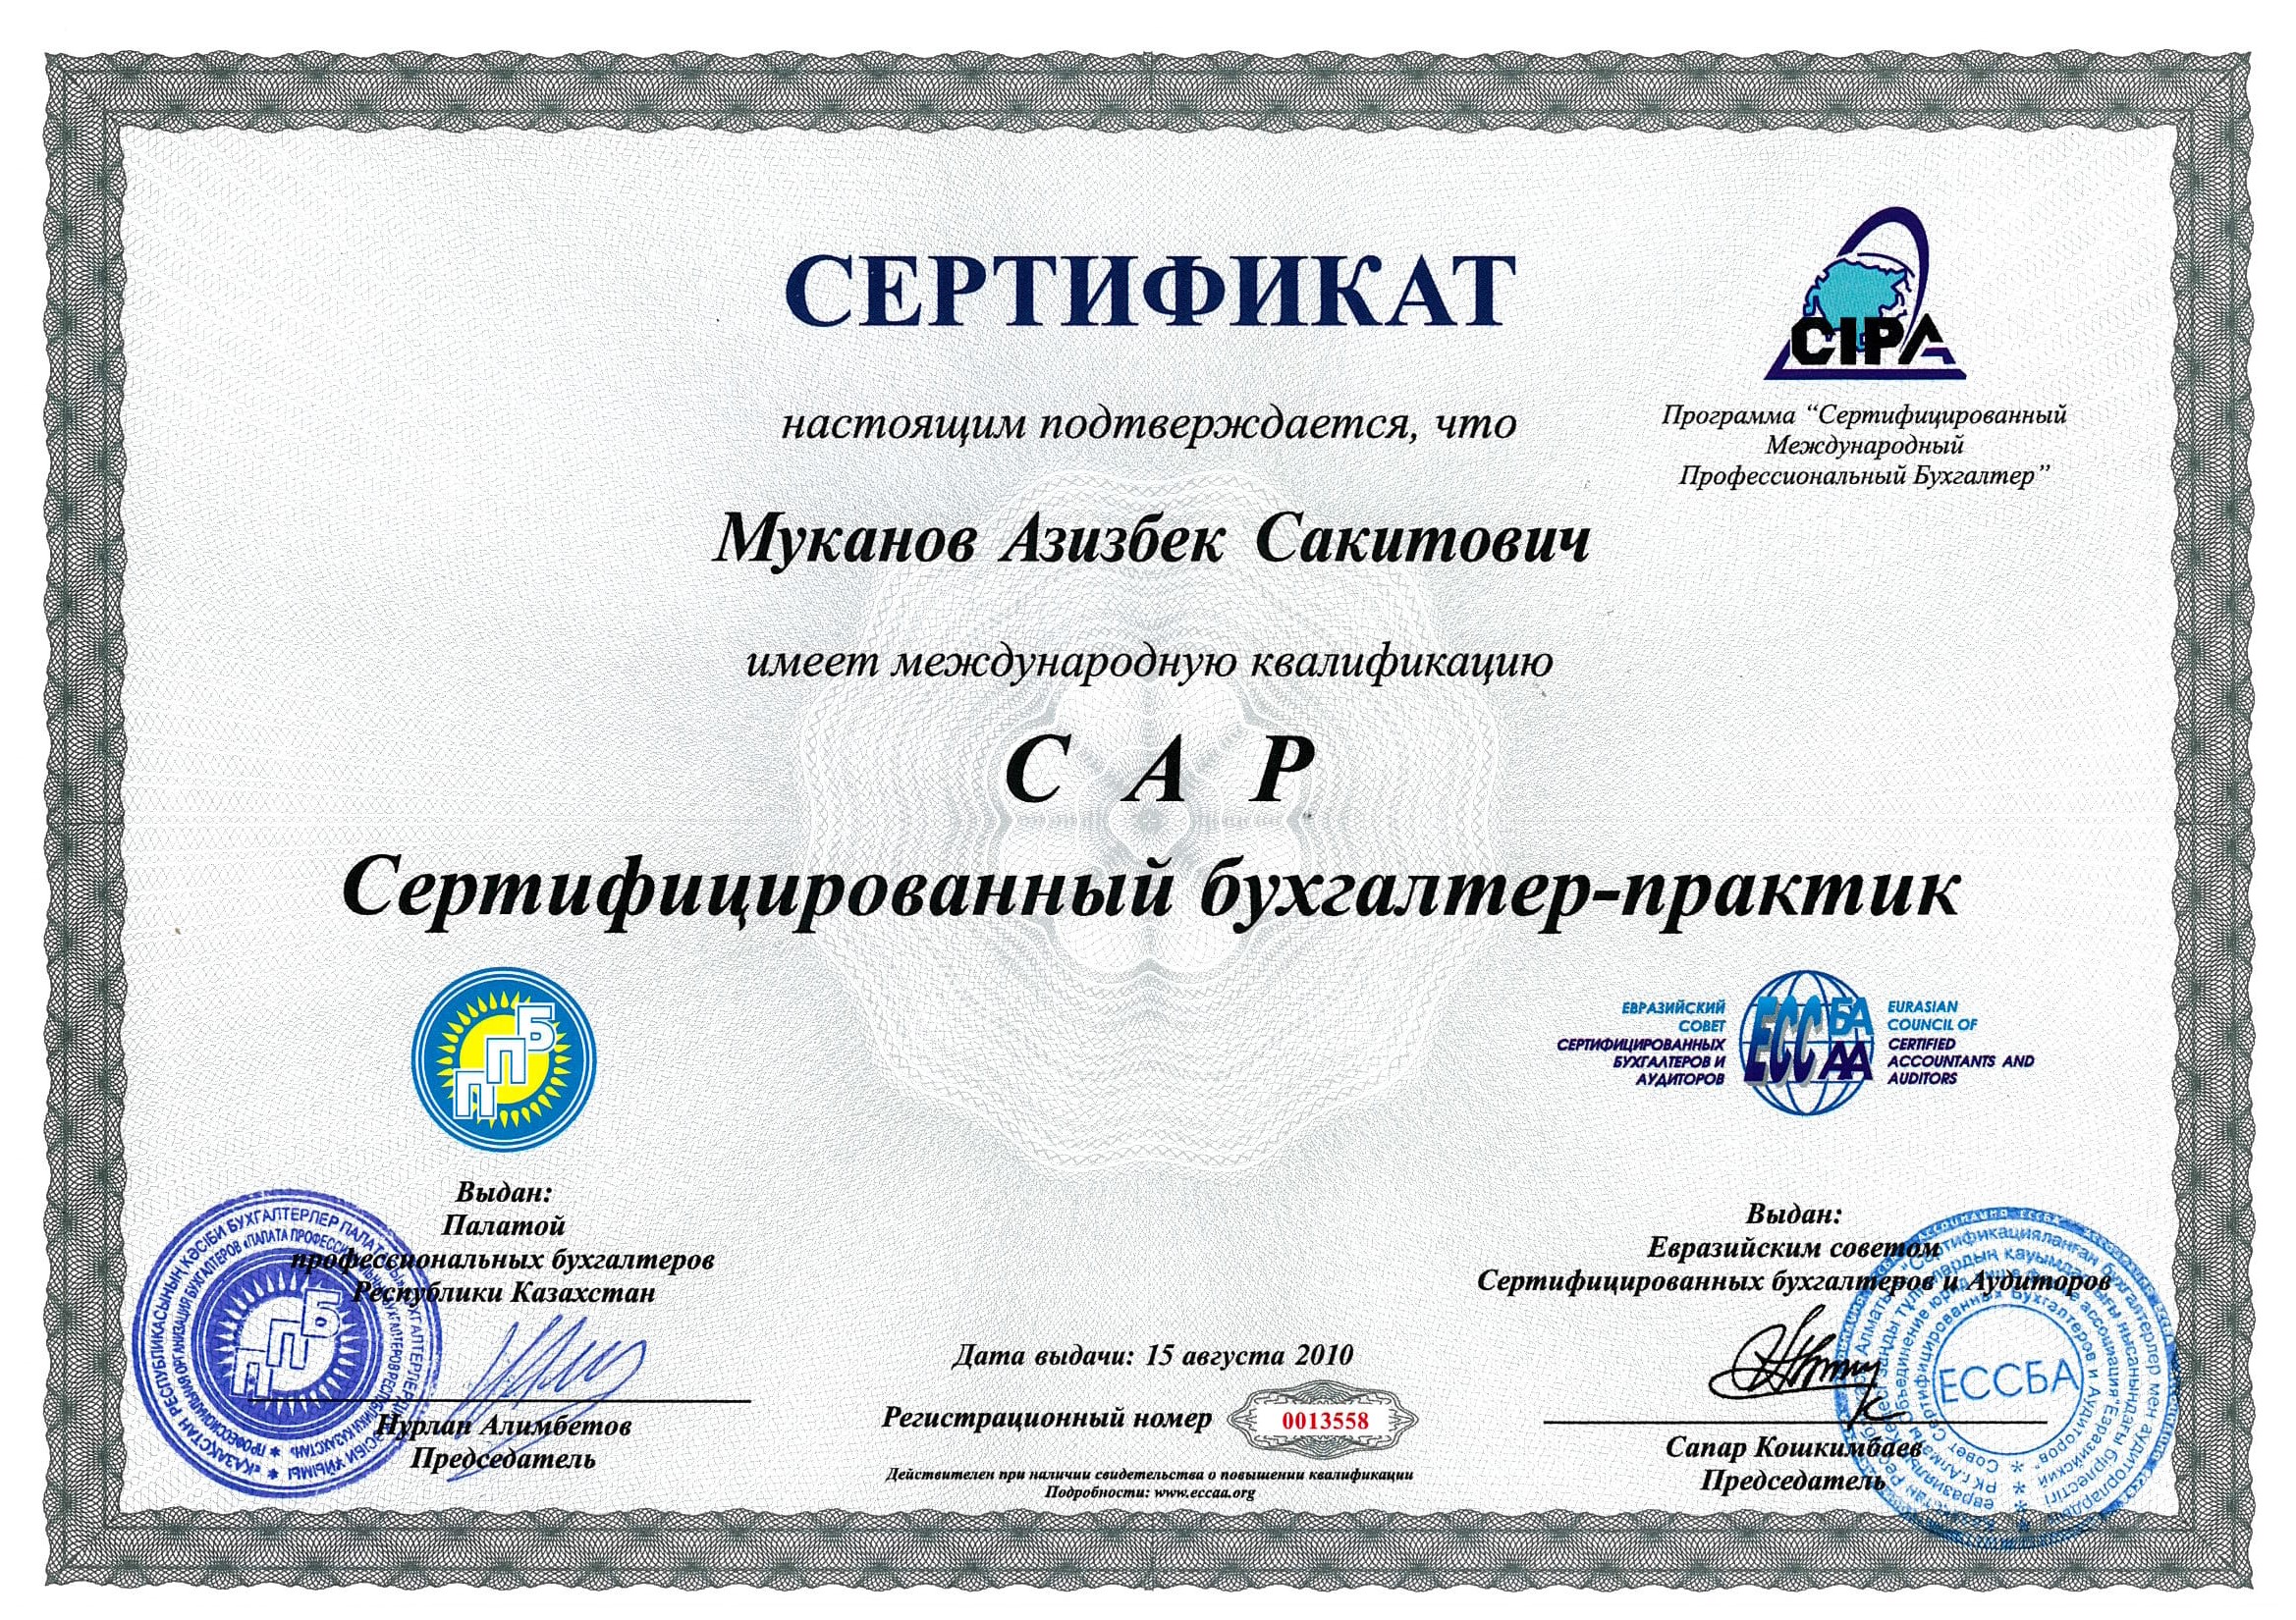 СЕРТИФИКАТ
CIPA
Программа “Сертифицированный
Международный
Профессиональный Бухгалтер”
настоящим подтверждается, что
Муканов Азизбек Сакитович
имеет международную квалификацию
C A P
Сертифицированный бухгалтер-практик
ППБ
ЕВРАЗИЙСКИЙ
СОВЕТ
СЕРТИФИЦИРОВАННЫХ
БУХГАЛТЕРОВ И
АУДИТОРОВ
ECC БА АА
EURASIAN
COUNCIL OF
CERTIFIED
ACCOUNTANTS AND
AUDITORS
Выдан:
Палатой
профессиональных бухгалтеров
Республики Казахстан
Нурлан Алимбетов
Председатель
ППБ
Дата выдачи: 15 августа 2010
Регистрационный номер 0013558
Действителен при наличии свидетельства о повышении квалификации
Подробности: www.eccaa.org
Выдан:
Евразийским советом
Сертифицированных бухгалтеров и Аудиторов
Сапар Кошкимбаев
Председатель
ЕССБА